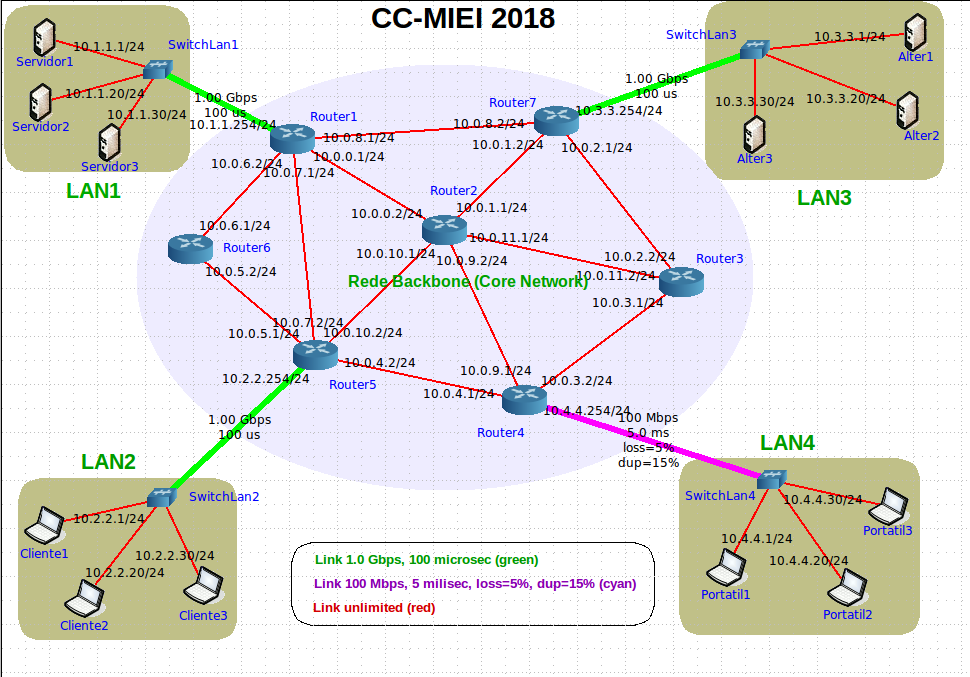 CC-MIEI 2018
Servidor1
10.1.1.1/24
SwitchLan1
Servidor2
10.1.1.20/24
10.1.1.30/24
Servidor3
LAN1
1.00 Gbps
100 us
10.1.1.254/24
Router1
10.0.8.1/24
10.0.0.1/24
10.0.6.2/24
10.0.7.1/24
Router7
10.0.8.2/24
10.0.1.2/24
10.0.2.1/24
10.3.3.254/24
1.00 Gbps
100 us
SwitchLan3
10.3.3.1/24
Alter1
10.3.3.30/24
10.3.3.20/24
Alter2
Alter3
LAN3
Router2
10.0.0.2/24
10.0.1.1/24
10.0.11.1/24
10.0.10.1/24
10.0.9.2/24
10.0.6.1/24
Router6
10.0.5.2/24
Rede Backbone (Core Network)
Router3
10.0.2.2/24
10.0.11.2/24
10.0.3.1/24
10.0.7.2/24
10.0.5.1/24
10.0.10.2/24
10.0.4.2/24
10.2.2.254/24
Router5
10.0.9.1/24
10.0.3.2/24
10.0.4.1/24
10.4.4.254/24
Router4
100 Mbps
5.0 ms
loss=5%
dup=15%
1.00 Gbps
100 us
LAN2
SwitchLan2
10.2.2.1/24
Cliente1
10.2.2.30/24
10.2.2.20/24
Cliente3
Cliente2
LAN4
SwitchLan4
10.4.4.30/24
Portatil3
10.4.4.1/24
10.4.4.20/24
Portatil1
Portatil2
Link 1.0 Gbps, 100 microsec (green)
Link 100 Mbps, 5 milisec, loss=5%, dup=15% (cyan)
Link unlimited (red)